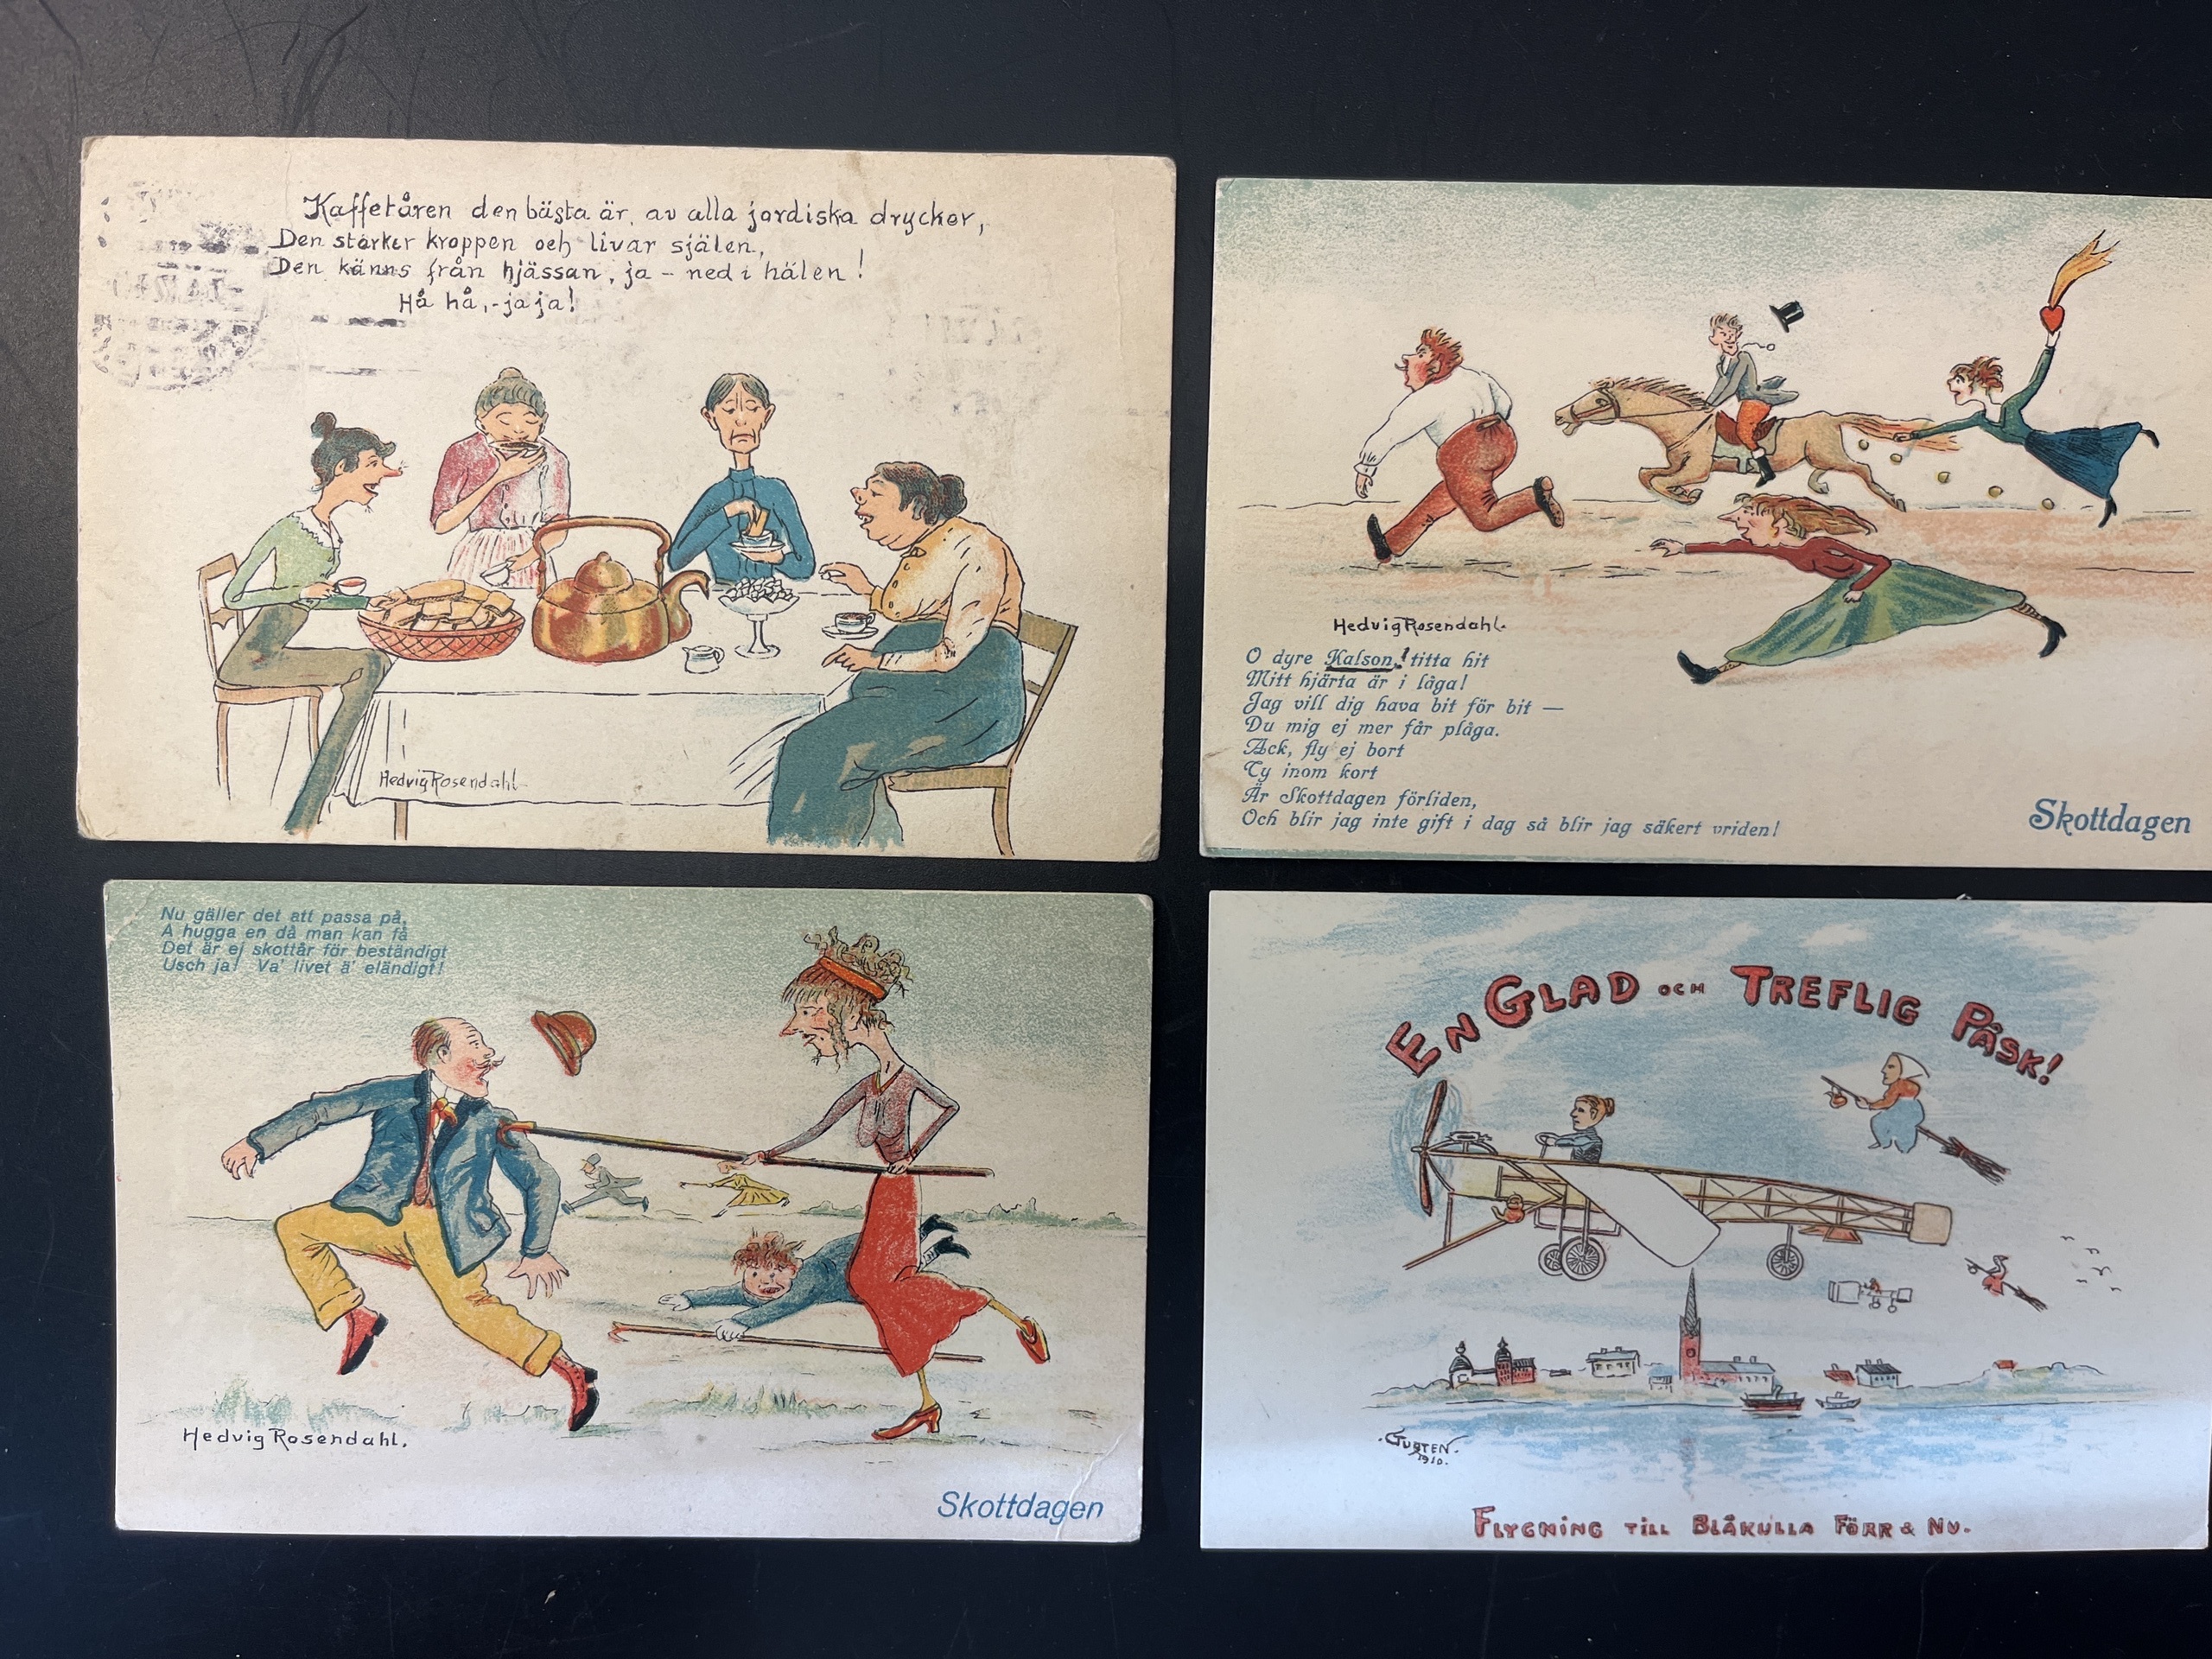 Kaffetåren den bästa är, av alla jordiska drycker,
Den stärker kroppen och livar själen,
Den känns från hjässan, ja – ned i hälen!
Hå hå,-jaja!
Hedvig Rosendahl
Hedvig Rosendahl.
O dyre Kalson! titta hit
Mitt hjärta är i låga!
Jag vill dig hava bit för bit —
Du mig ej mer får plåga.
Ack, fly ej bort
Ty inom kort
Är Skottdagen förliden,
Och blir jag inte gift i dag så blir jag säkert vriden!
Skottdagen
Nu gäller det att passa på,
A hugga en då man kan få
Det är ej skottår för beständigt
Usch ja! Va' livet ä' eländigt!
Hedvig Rosendahl.
Skottdagen
EN GLAD OCH TREFLIG PÅSK!
GUSTEN.
1910.
FLYGNING TILL BLÅKULLA FÖRR & NU.